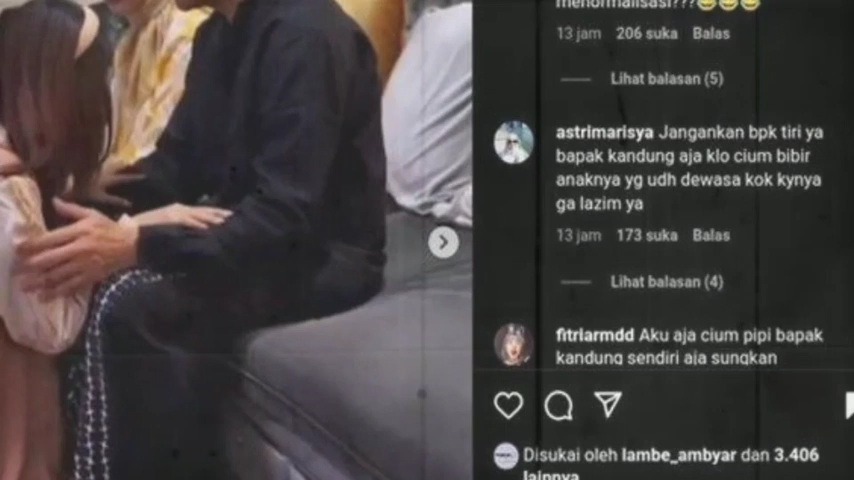 menormalisasi???😂😂😂
13 jam 206 suka Balas
Lihat balasan (5)
astrimarisya Jangankan bpk tiri ya
bapak kandung aja klo cium bibir
anaknya yg udh dewasa kok kynya
ga lazim ya
13 jam 173 suka Balas
Lihat balasan (4)
fitriarmdd Aku aja cium pipi bapak
kandung sendiri aja sungkan
Disukai oleh lambe_ambyar dan 3.406
lainnya